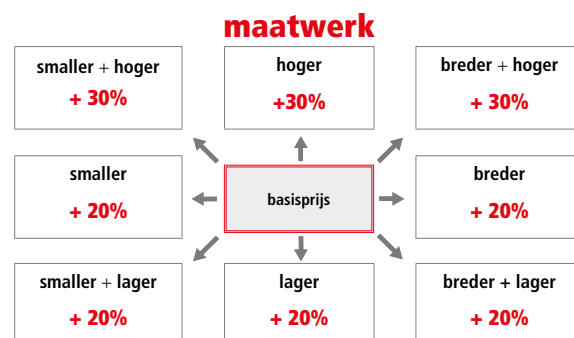 maatwerk
smaller + hoger
+ 30%
hoger
+30%
breder + hoger
+ 30%
smaller
+ 20%
basisprijs
breder
+ 20%
smaller + lager
+ 20%
lager
+ 20%
breder + lager
+ 20%